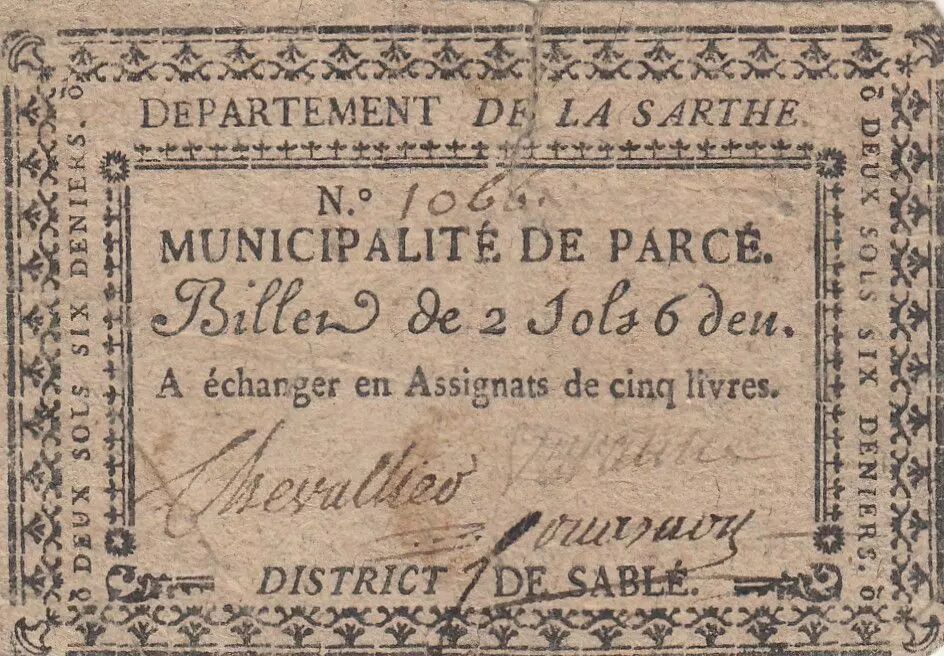 DEPARTEMENT DE LA SARTHE.
N.º 1066.
MUNICIPALITÉ DE PARCÉ.
Billet de 2 Sols 6 den.
A échanger en Assignats de cinq livres.
Chevallier
DISTRICT DE SABLÉ.
DEUX SOLS SIX DENIERS.
DEUX SOLS SIX DENIERS.